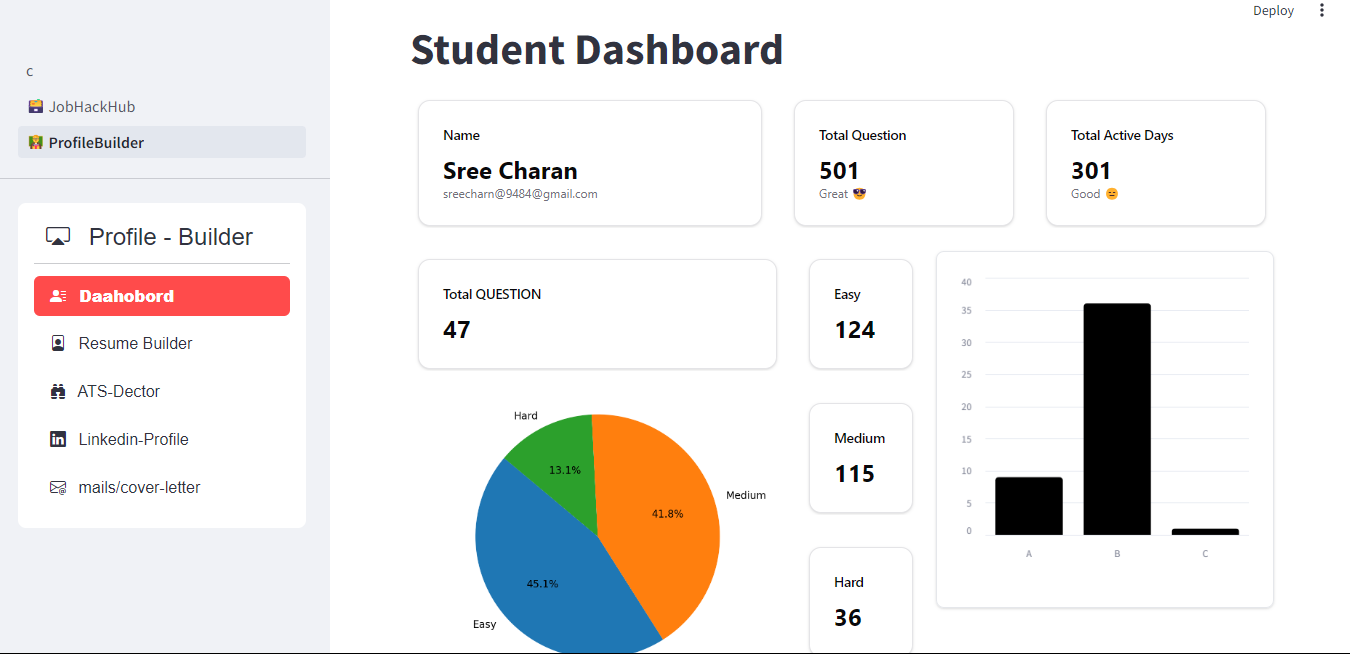 Deploy
C
JobHackHub
ProfileBuilder
Profile - Builder
Daahobord
Resume Builder
ATS-Dector
Linkedin-Profile
mails/cover-letter
Student Dashboard
Name
Sree Charan
sreecharn@9484@gmail.com
Total Question
501
Great 😎
Total Active Days
301
Good 😑
Total QUESTION
47
Easy
124
Medium
115
Hard
36
Hard
13.1%
Medium
41.8%
45.1%
Easy
40
35
30
25
20
15
10
5
0
A B C